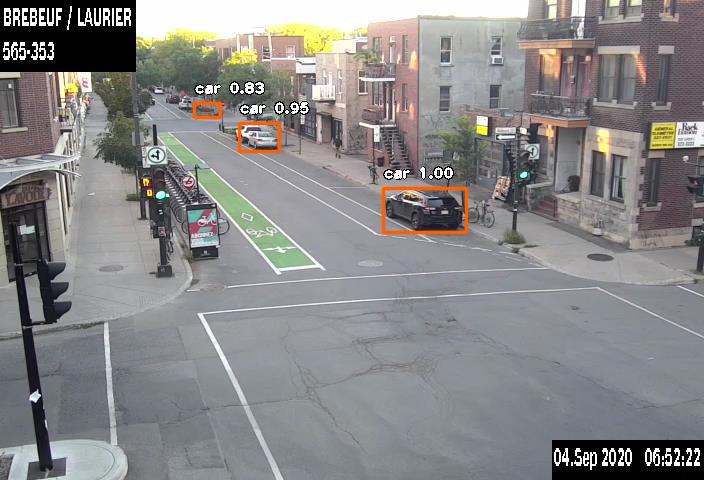 BREBEUF / LAURIER
565-353
car 0.83
car 0.95
car 1.00
ABONNEZ
04.Sep 2020 06:52:22